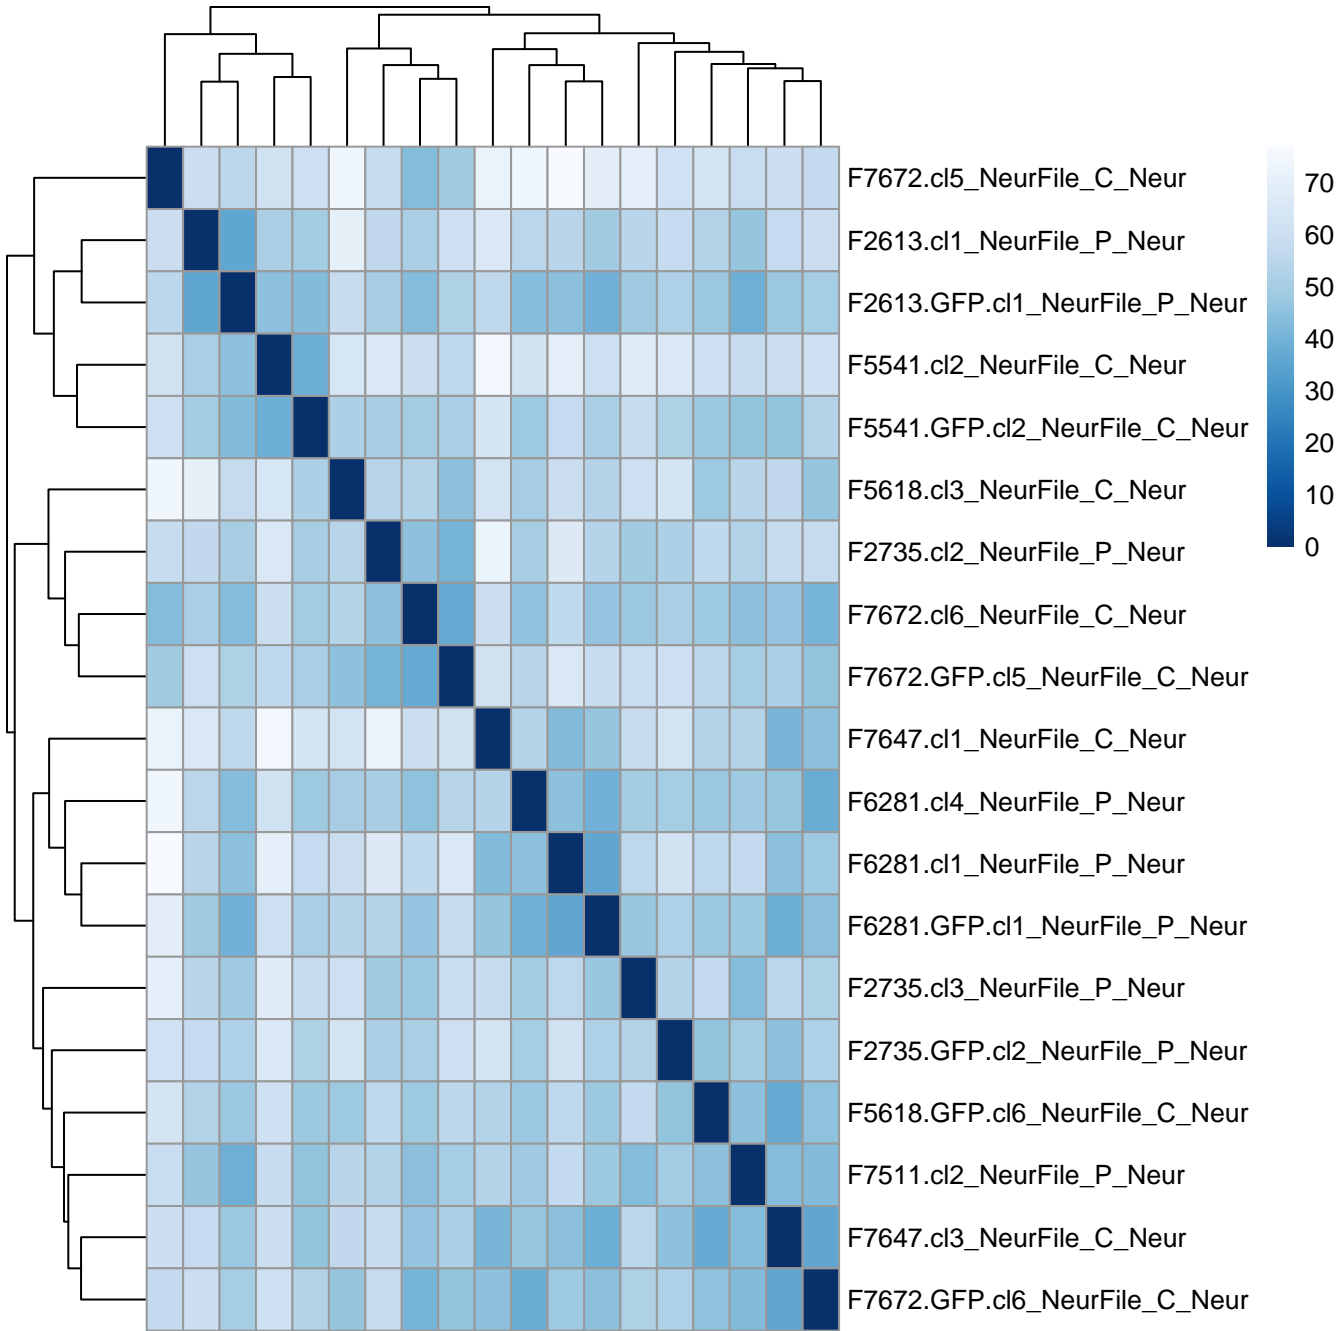 F7672.cl5_NeurFile_C_Neur
F2613.cl1_NeurFile_P_Neur
F2613.GFP.cl1_NeurFile_P_Neur
F5541.cl2_NeurFile_C_Neur
F5541.GFP.cl2_NeurFile_C_Neur
F5618.cl3_NeurFile_C_Neur
F2735.cl2_NeurFile_P_Neur
F7672.cl6_NeurFile_C_Neur
F7672.GFP.cl5_NeurFile_C_Neur
F7647.cl1_NeurFile_C_Neur
F6281.cl4_NeurFile_P_Neur
F6281.cl1_NeurFile_P_Neur
F6281.GFP.cl1_NeurFile_P_Neur
F2735.cl3_NeurFile_P_Neur
F2735.GFP.cl2_NeurFile_P_Neur
F5618.GFP.cl6_NeurFile_C_Neur
F7511.cl2_NeurFile_P_Neur
F7647.cl3_NeurFile_C_Neur
F7672.GFP.cl6_NeurFile_C_Neur
70
60
50
40
30
20
10
0